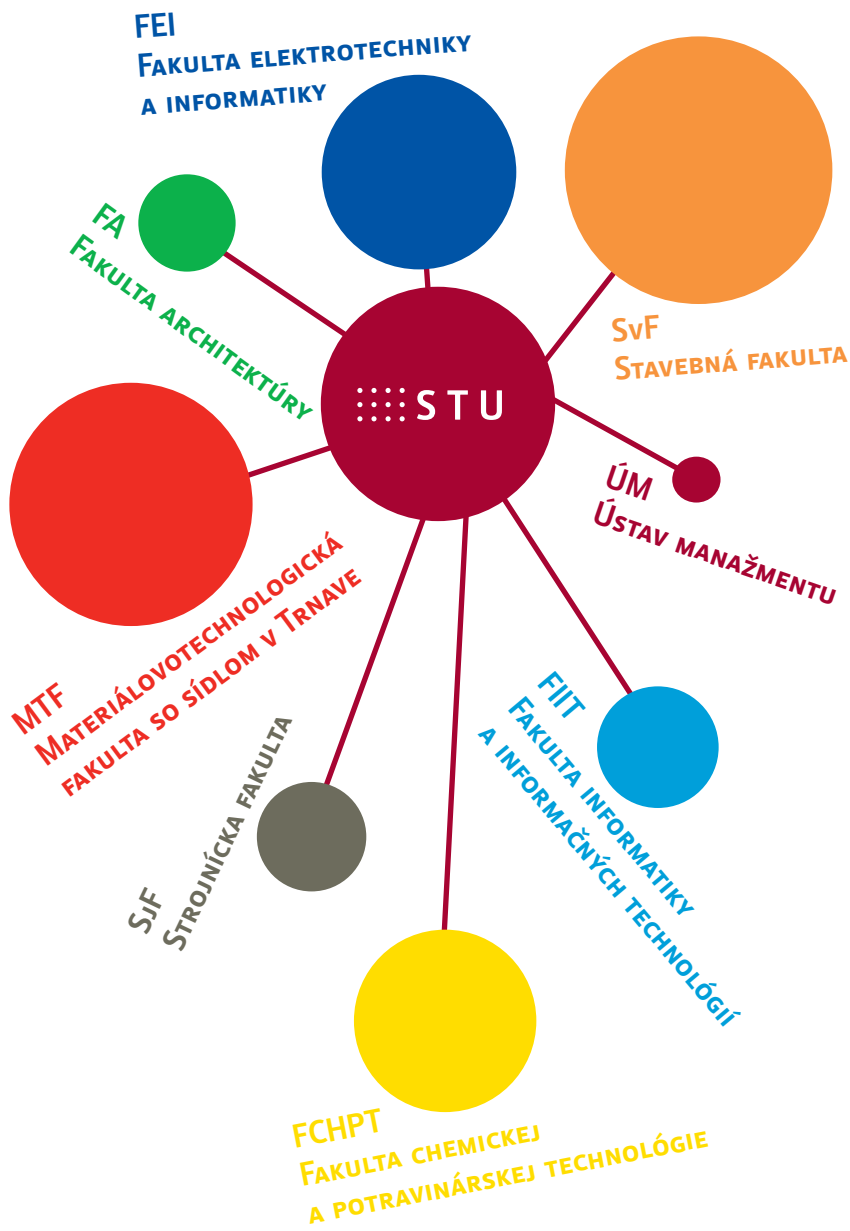 FEI
FAKULTA ELEKTROTECHNIKY
A INFORMATIKY
FA
FAKULTA ARCHITEKTÚRY
SvF
STAVEBNÁ FAKULTA
STU
ÚM
ÚSTAV MANAŽMENTU
MTF
MATERIÁLOVOTECHNOLOGICKÁ
FAKULTA SO SÍDLOM V TRNAVE
FIIT
FAKULTA INFORMATIKY
A INFORMAČNÝCH TECHNOLÓGIÍ
SjF
STROJNÍCKA FAKULTA
FCHPT
FAKULTA CHEMICKEJ
A POTRAVINÁRSKEJ TECHNOLÓGIE